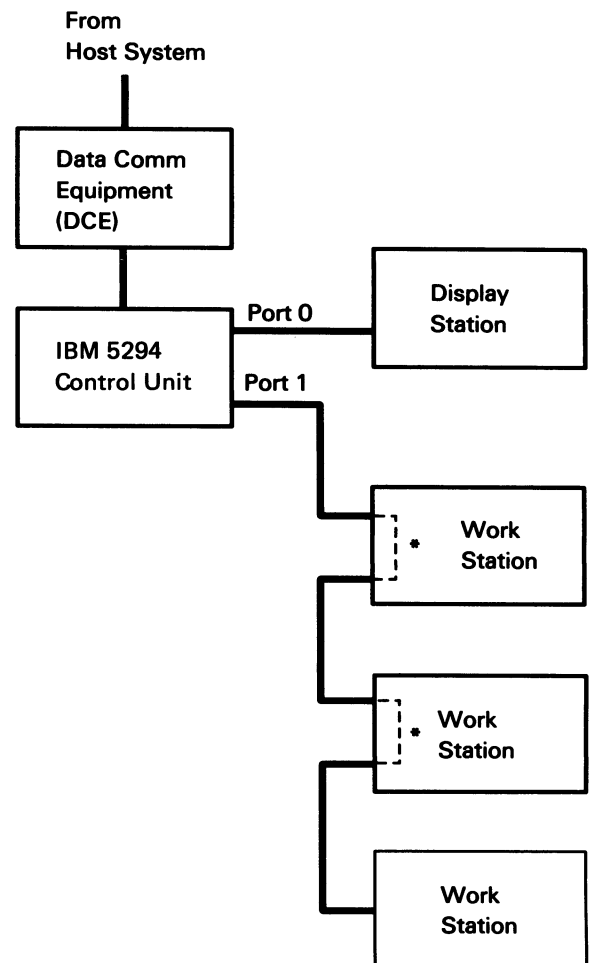 From
Host System
Data Comm
Equipment
(DCE)
IBM 5294
Control Unit
Port 0
Display
Station
Port 1
* Work
Station
* Work
Station
Work
Station